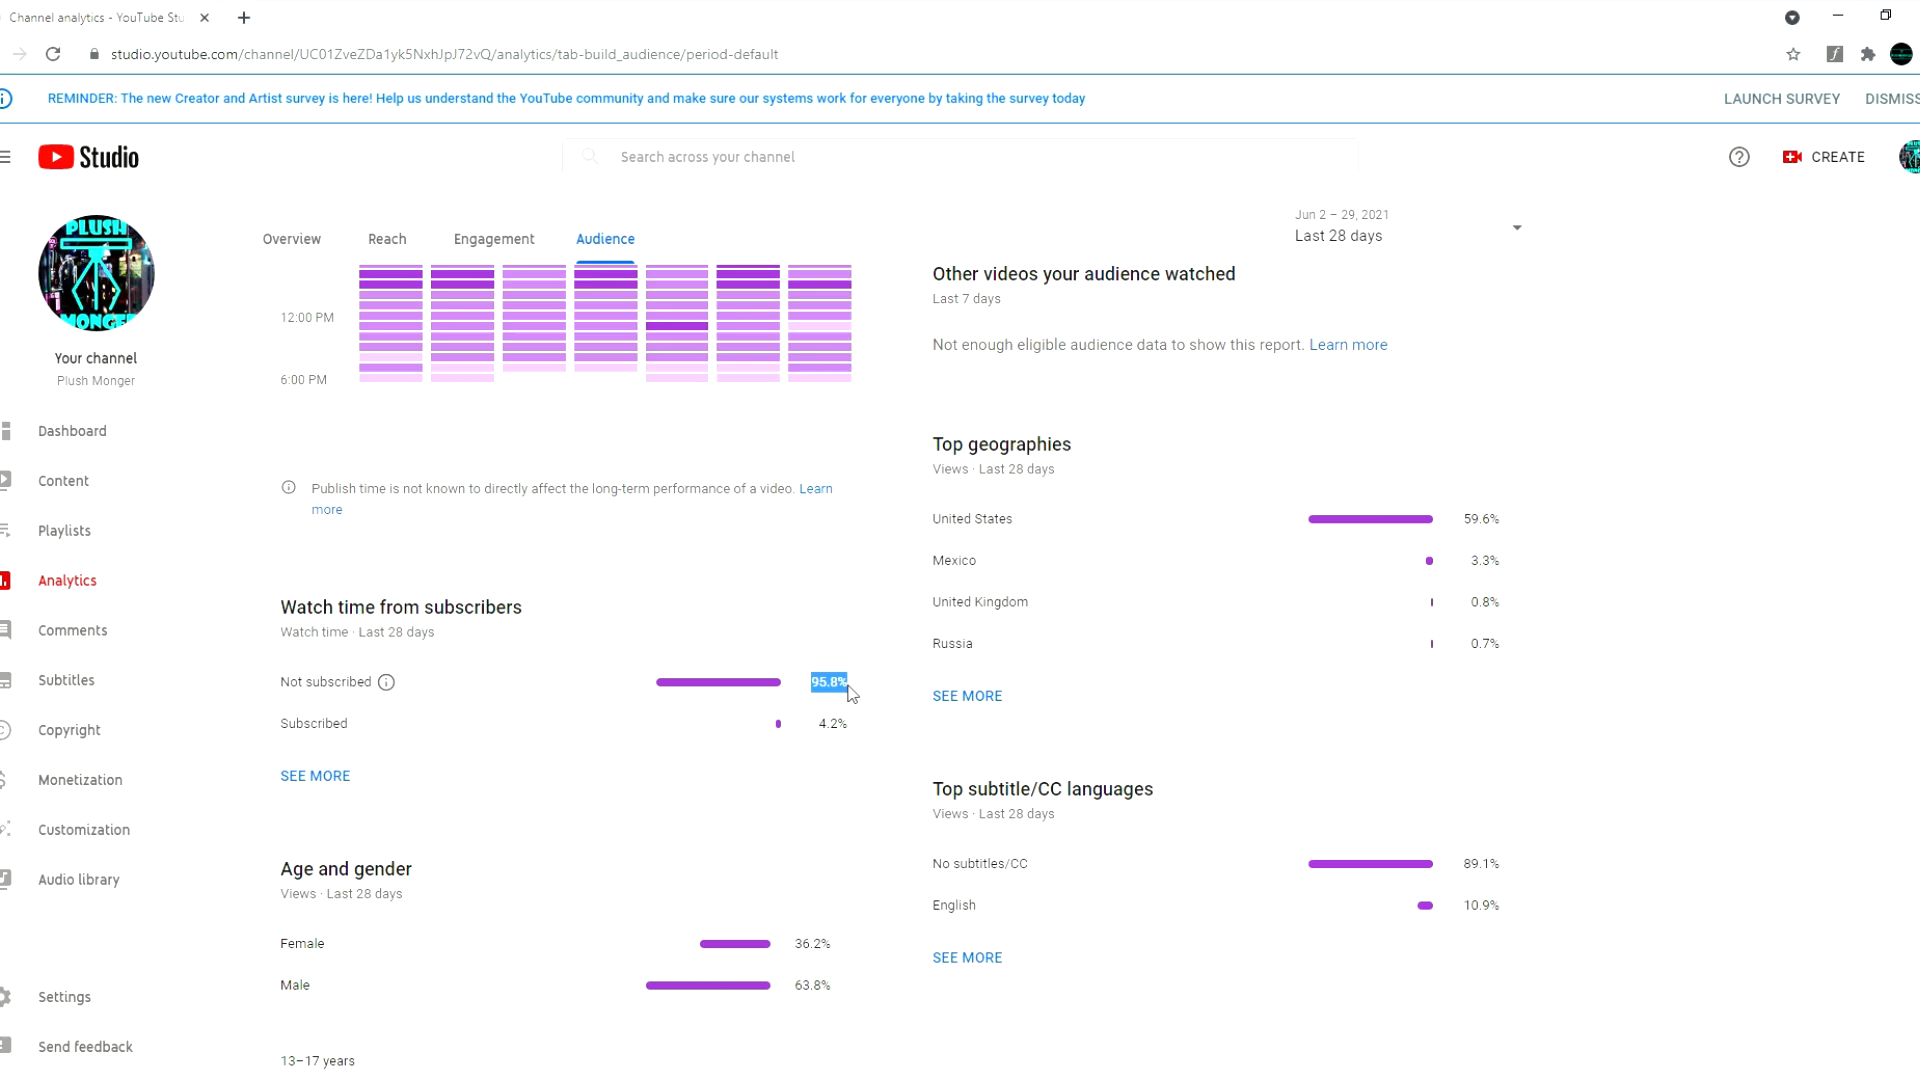 Channel analytics - YouTube Stu
studio.youtube.com/channel/UC01ZveZDa1yk5NxhJpJ72vQ/analytics/tab-build_audience/period-default
REMINDER: The new Creator and Artist survey is here! Help us understand the YouTube community and make sure our systems work for everyone by taking the survey today
LAUNCH SURVEY
DISMISS
Studio
Search across your channel
CREATE
PLUSH
MONGER
Your channel
Plush Monger
Dashboard
Content
Playlists
Analytics
Comments
Subtitles
Copyright
Monetization
Customization
Audio library
Settings
Send feedback
Overview
Reach
Engagement
Audience
Jun 2 – 29, 2021
Last 28 days
12:00 PM
6:00 PM
Publish time is not known to directly affect the long-term performance of a video. Learn
more
Watch time from subscribers
Watch time · Last 28 days
Not subscribed 95.8%
Subscribed 4.2%
SEE MORE
Age and gender
Views · Last 28 days
Female 36.2%
Male 63.8%
13–17 years
Other videos your audience watched
Last 7 days
Not enough eligible audience data to show this report. Learn more
Top geographies
Views · Last 28 days
United States 59.6%
Mexico 3.3%
United Kingdom 0.8%
Russia 0.7%
SEE MORE
Top subtitle/CC languages
Views · Last 28 days
No subtitles/CC 89.1%
English 10.9%
SEE MORE